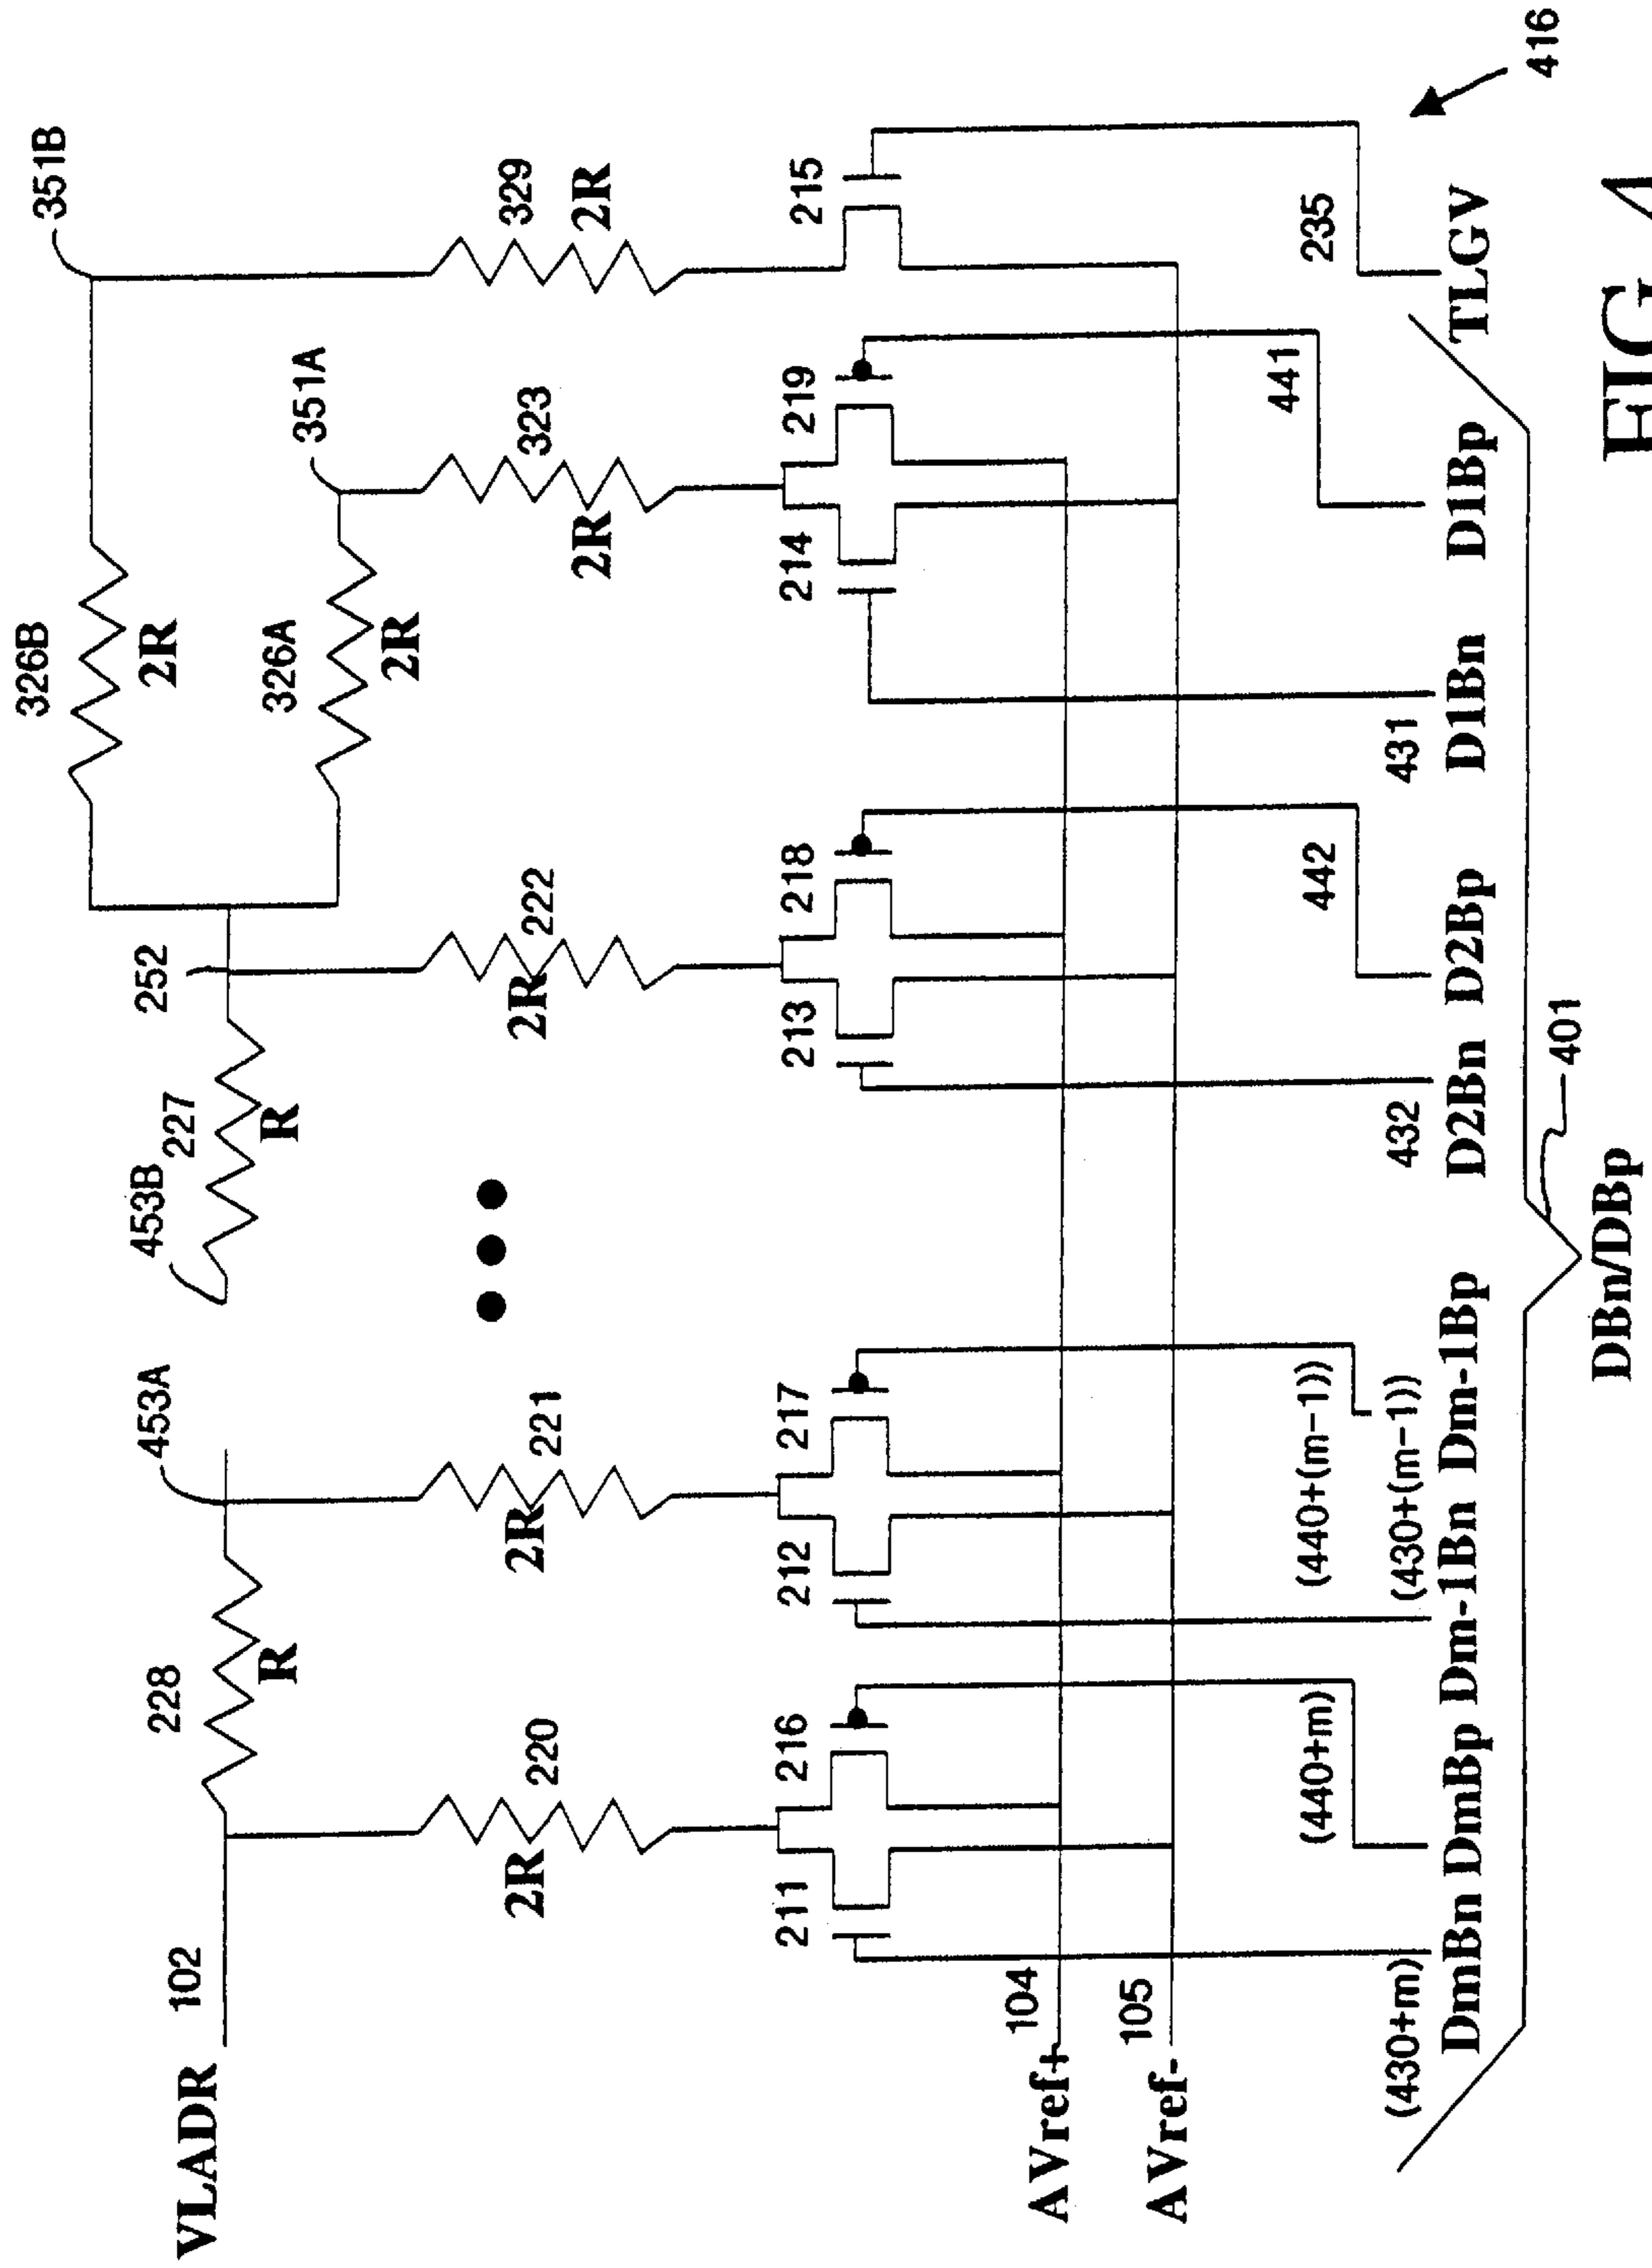 326B
2R
351B
326A
2R
351A
329
2R
323
2R
VLADR
102
228
R
453A
453B
227
R
252
220
2R
221
2R
222
2R
211
216
212
217
213
218
214
219
215
AVref+
104
AVref-
105
(430+m)
(440+m)
(440+(m-1))
(430+(m-1))
432
442
431
441
235
DmBn DmBp Dm-1Bn Dm-1Bp
D2Bn D2Bp
D1Bn D1Bp
TLGV
401
DBn/DBp
416